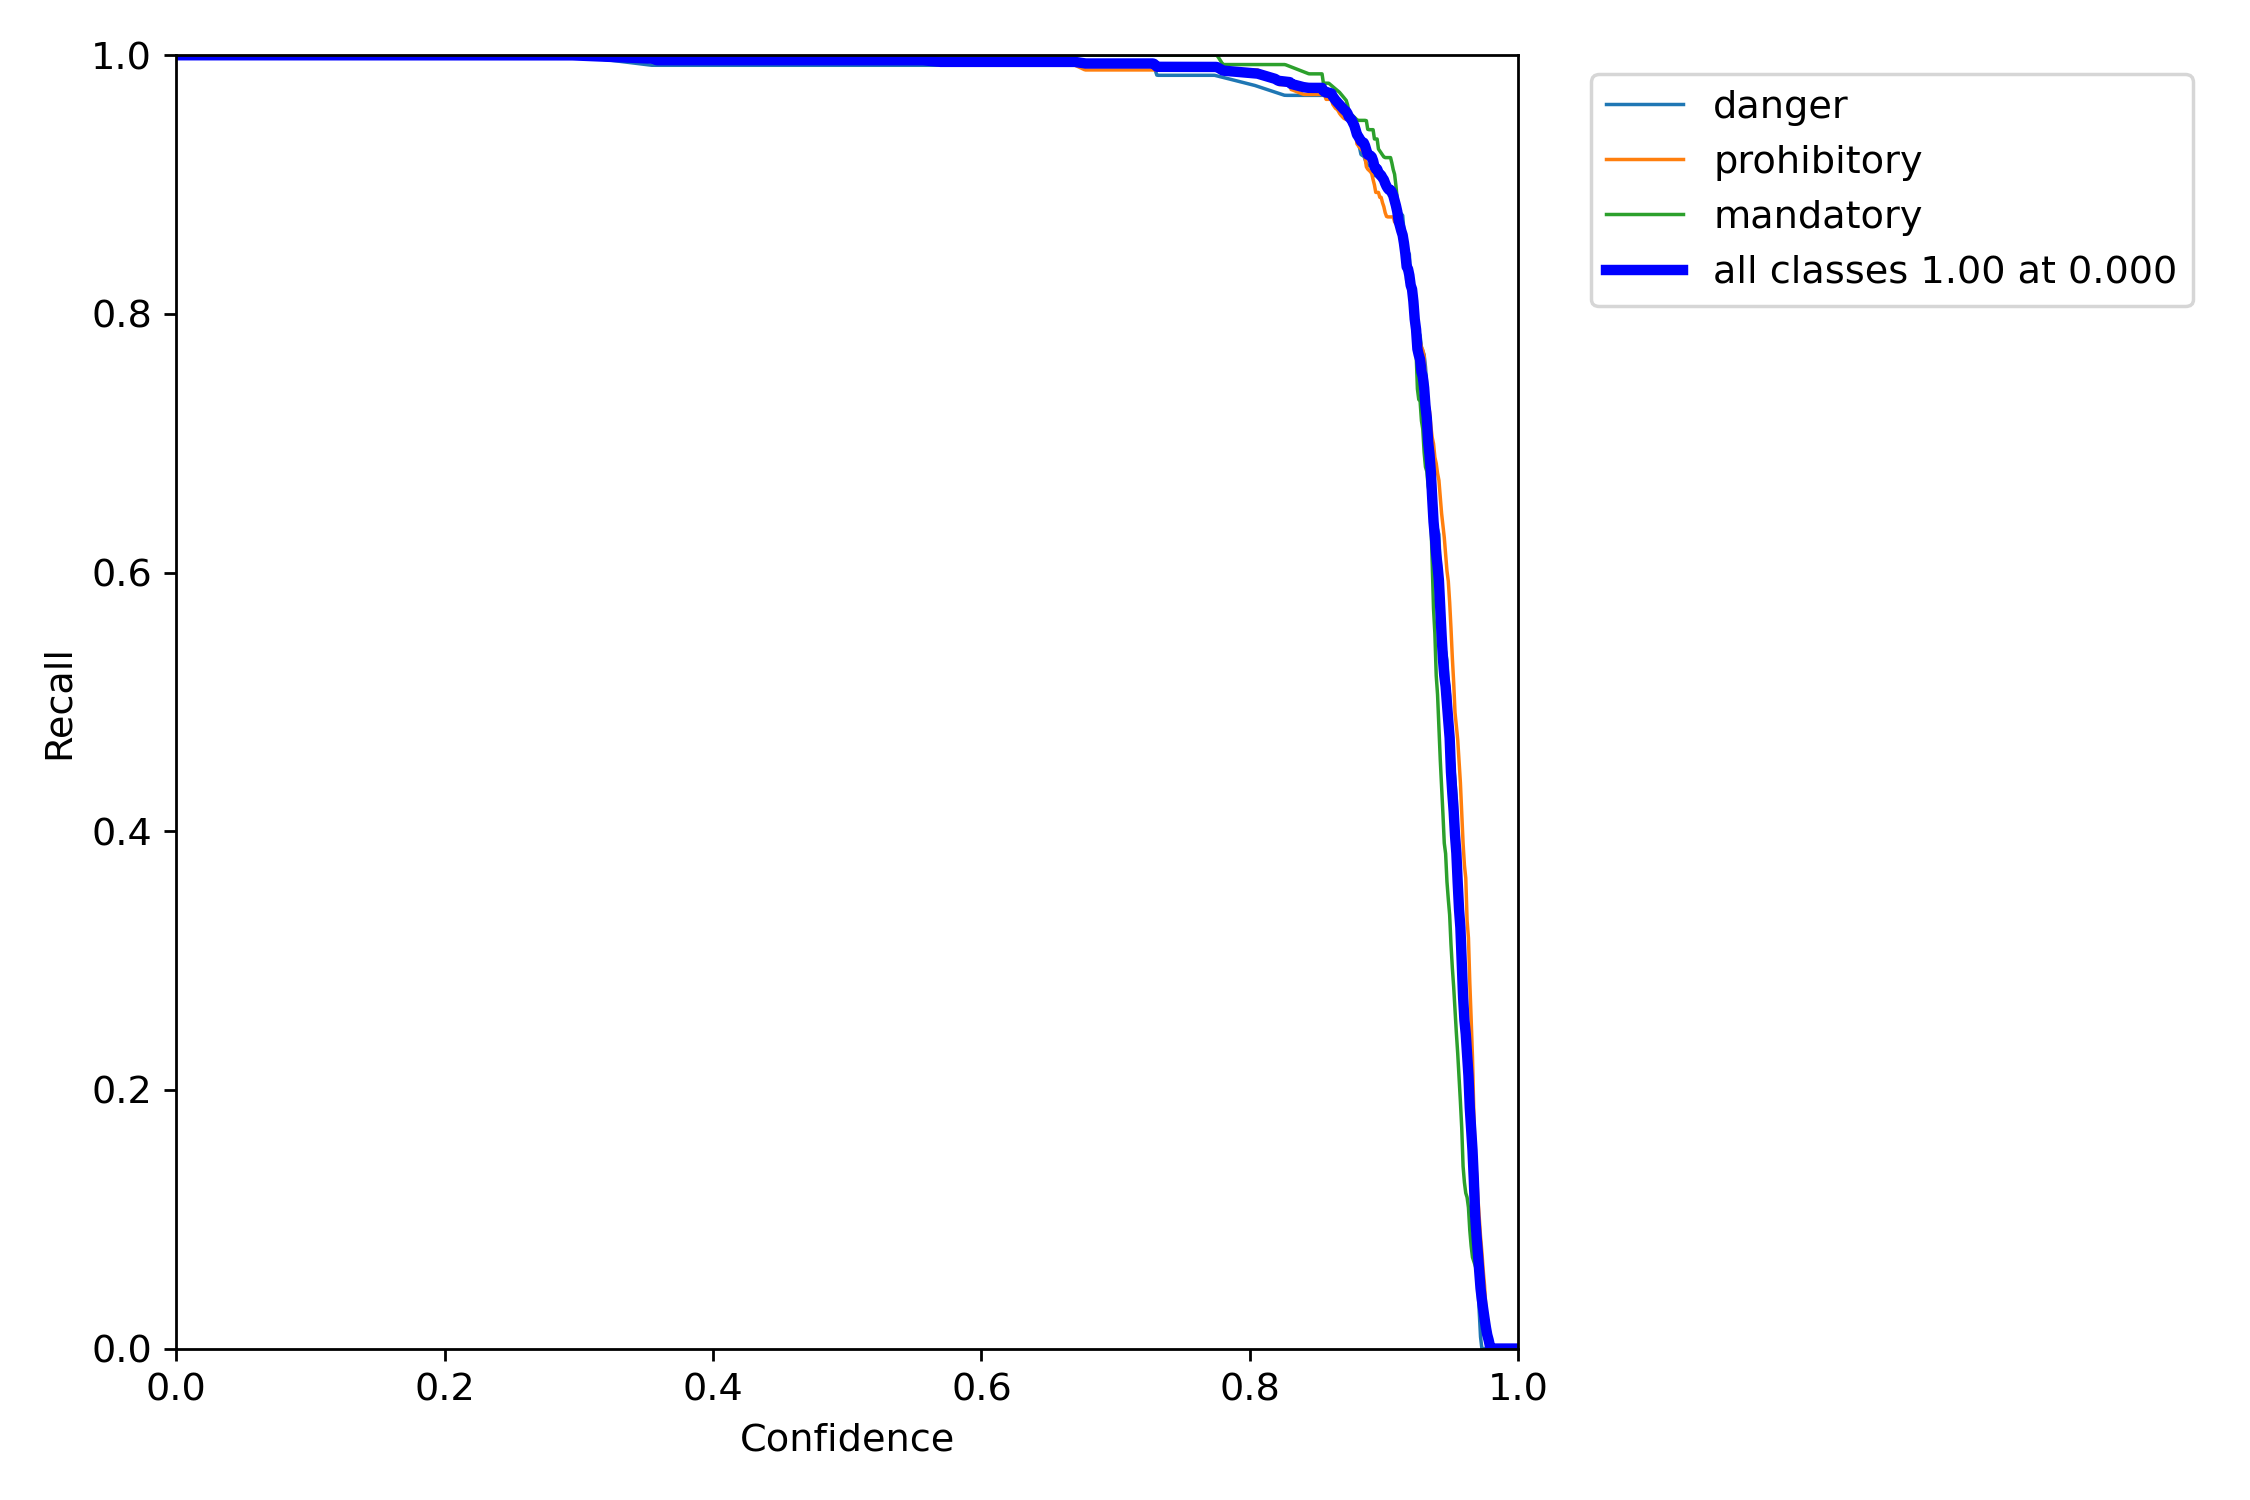 1.0
0.8
0.6
0.4
0.2
0.0
Recall
0.0 0.2 0.4 0.6 0.8 1.0
Confidence
danger
prohibitory
mandatory
all classes 1.00 at 0.000